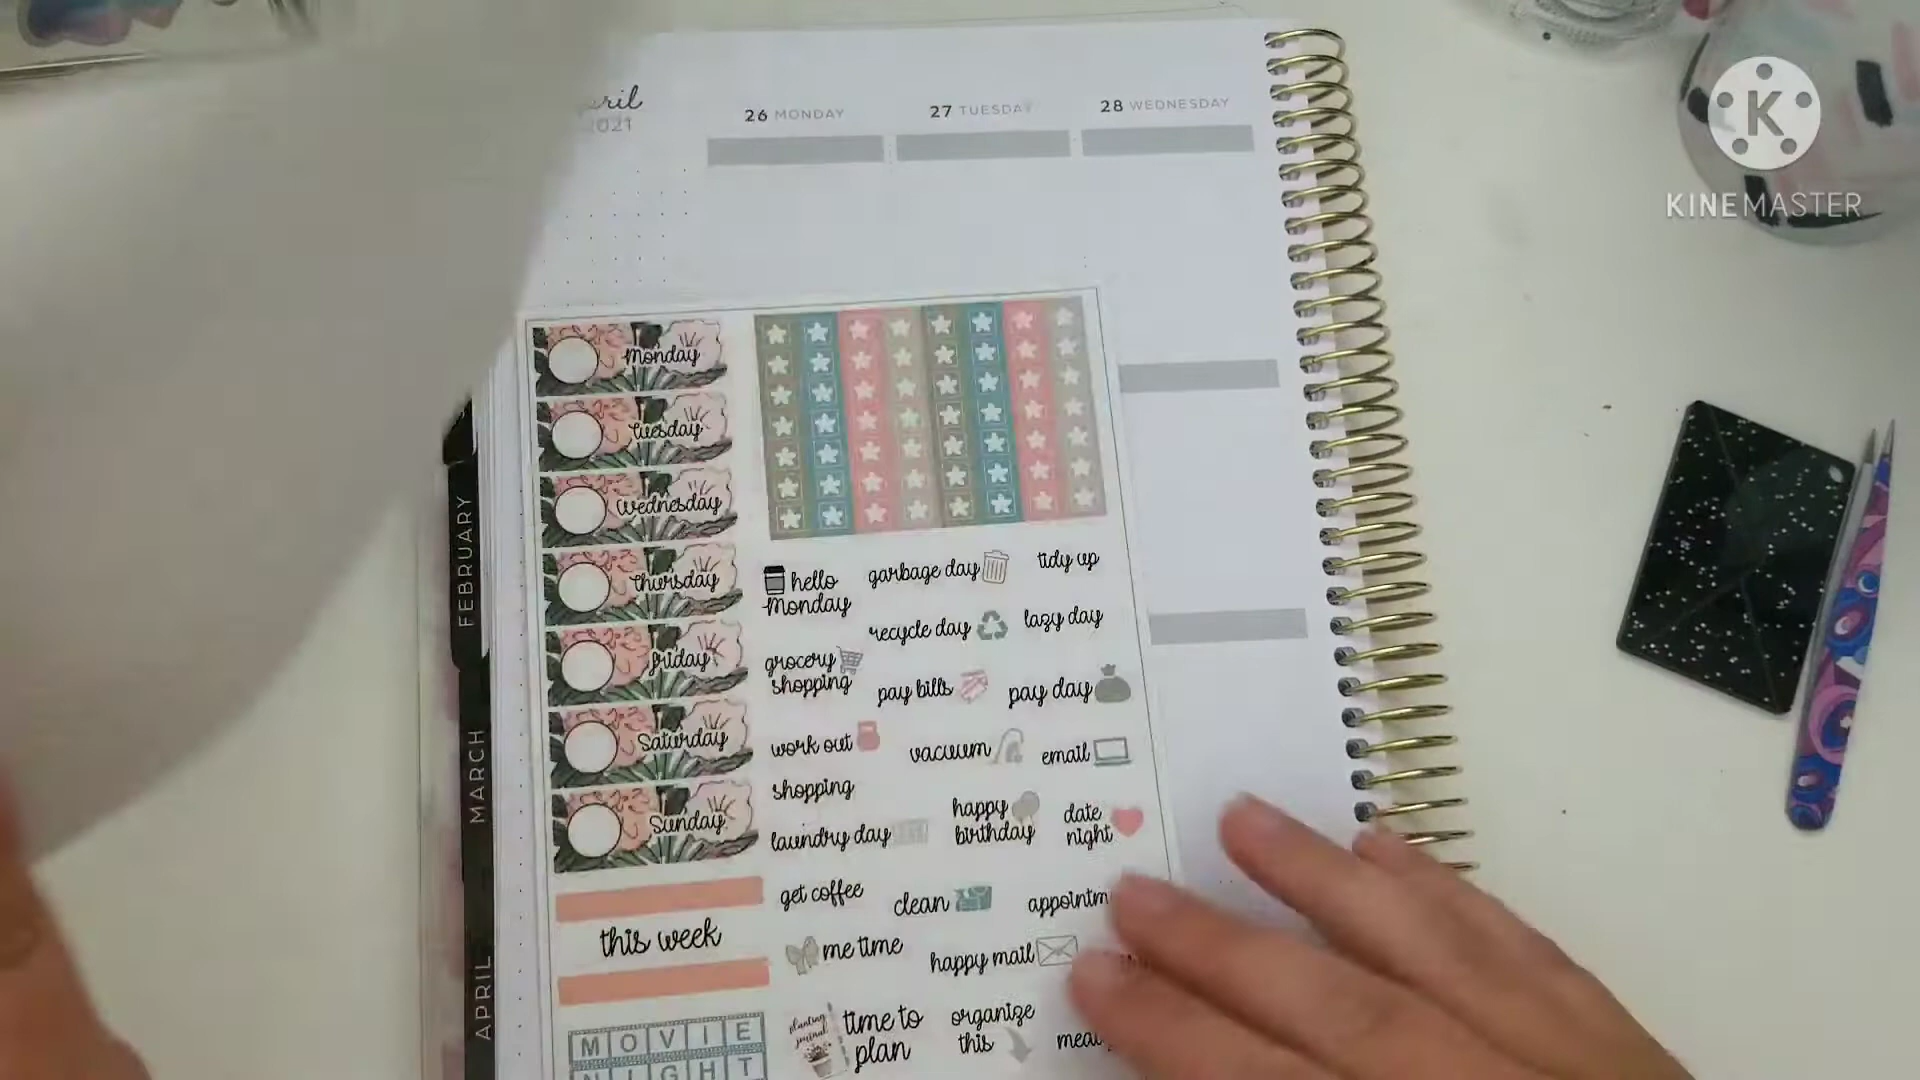 2021
26 MONDAY
27 TUESDAY
28 WEDNESDAY
K
KINEMASTER
Monday
Tuesday
Wednesday
Thursday
Friday
Saturday
Sunday
this week
MOVIE
NIGHT
hello
Monday
garbage day
tidy up
recycle day
lazy day
grocery
shopping
pay bills
pay day
work out
vacuum
email
shopping
laundry day
happy
birthday
date
night
get coffee
clean
me time
happy mail
planting
journal
time to
plan
organize
this
FEBRUARY
MARCH
APRIL